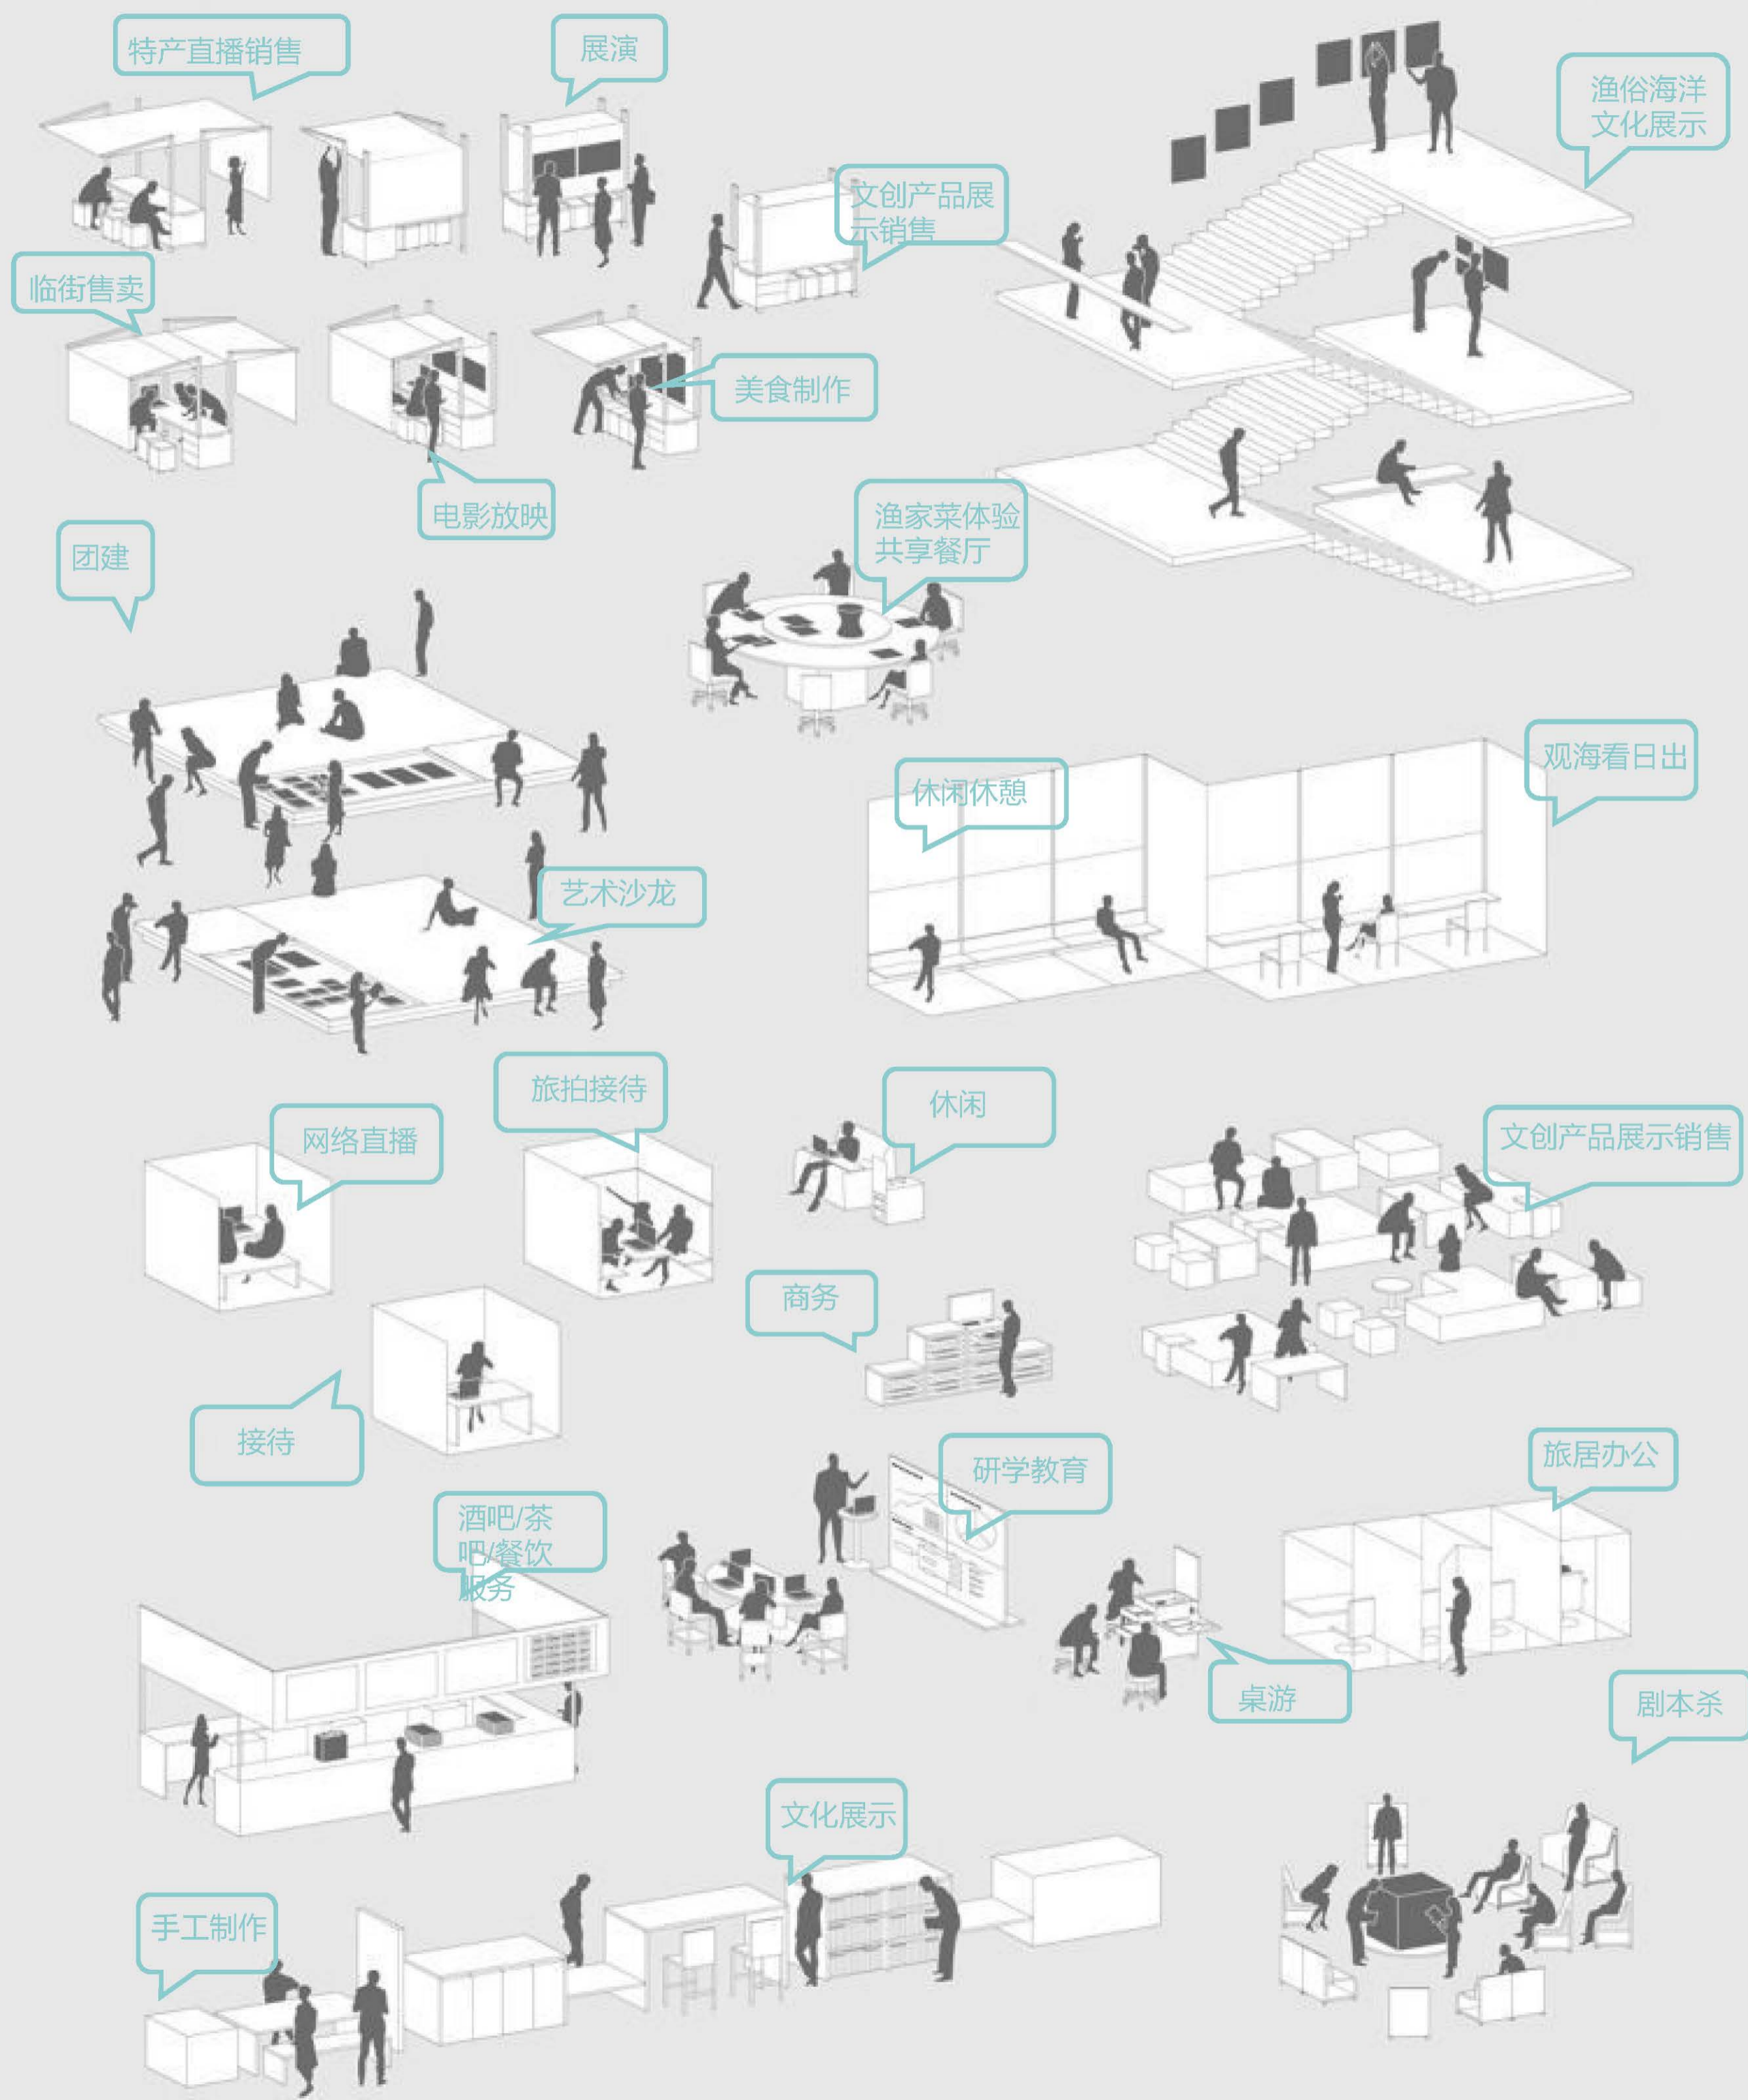 特产直播销售
展演
渔俗海洋
文化展示
文创产品展
示销售
临街售卖
美食制作
电影放映
渔家菜体验
共享餐厅
团建
观海看日出
休闲休憩
艺术沙龙
旅拍接待
休闲
网络直播
文创产品展示销售
商务
接待
研学教育
旅居办公
酒吧/茶
吧/餐饮
服务
桌游
剧本杀
文化展示
手工制作